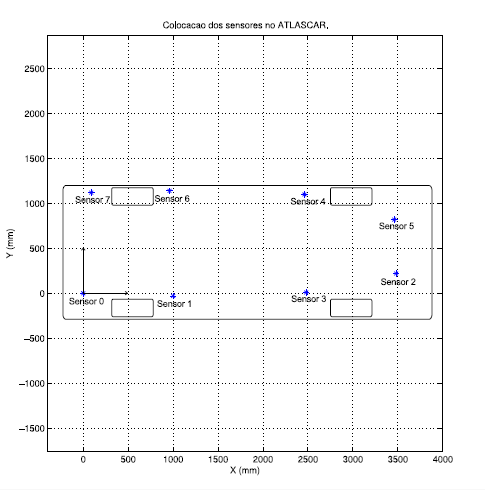 Colocacao dos sensores no ATLASCAR.
2500
2000
1500
Sensor 7
Sensor 6
Sensor 4
1000
Sensor 5
Y (mm)
500
Sensor 2
0
Sensor 0
Sensor 1
Sensor 3
−500
−1000
−1500
0 500 1000 1500 2000 2500 3000 3500 4000
X (mm)